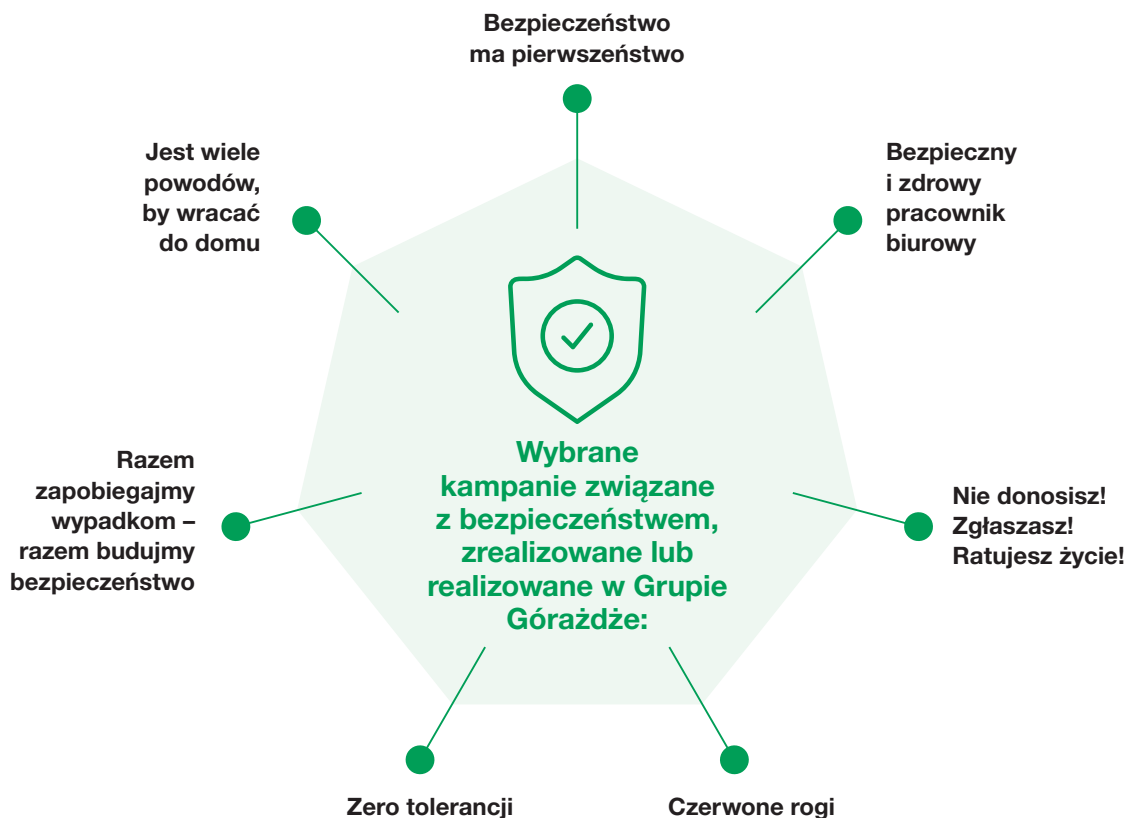 Bezpieczeństwo
ma pierwszeństwo
Jest wiele
powodów,
by wracać
do domu
Bezpieczny
i zdrowy
pracownik
biurowy
Wybrane
kampanie związane
z bezpieczeństwem,
zrealizowane lub
realizowane w Grupie
Górażdże:
Razem
zapobiegajmy
wypadkom –
razem budujmy
bezpieczeństwo
Nie donosisz!
Zgłaszasz!
Ratujesz życie!
Zero tolerancji
Czerwone rogi